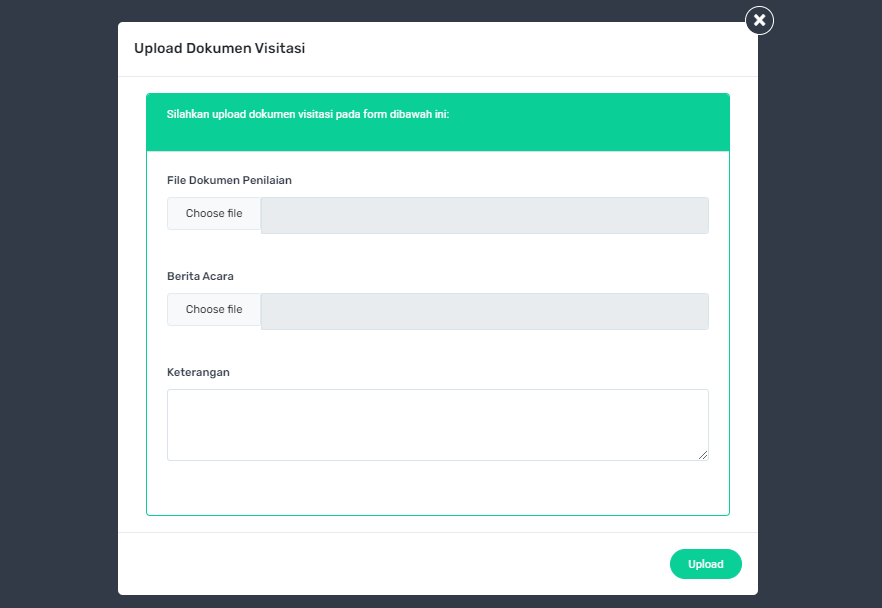 Upload Dokumen Visitasi
Silahkan upload dokumen visitasi pada form dibawah ini:
File Dokumen Penilaian
Choose file
Berita Acara
Choose file
Keterangan
Upload